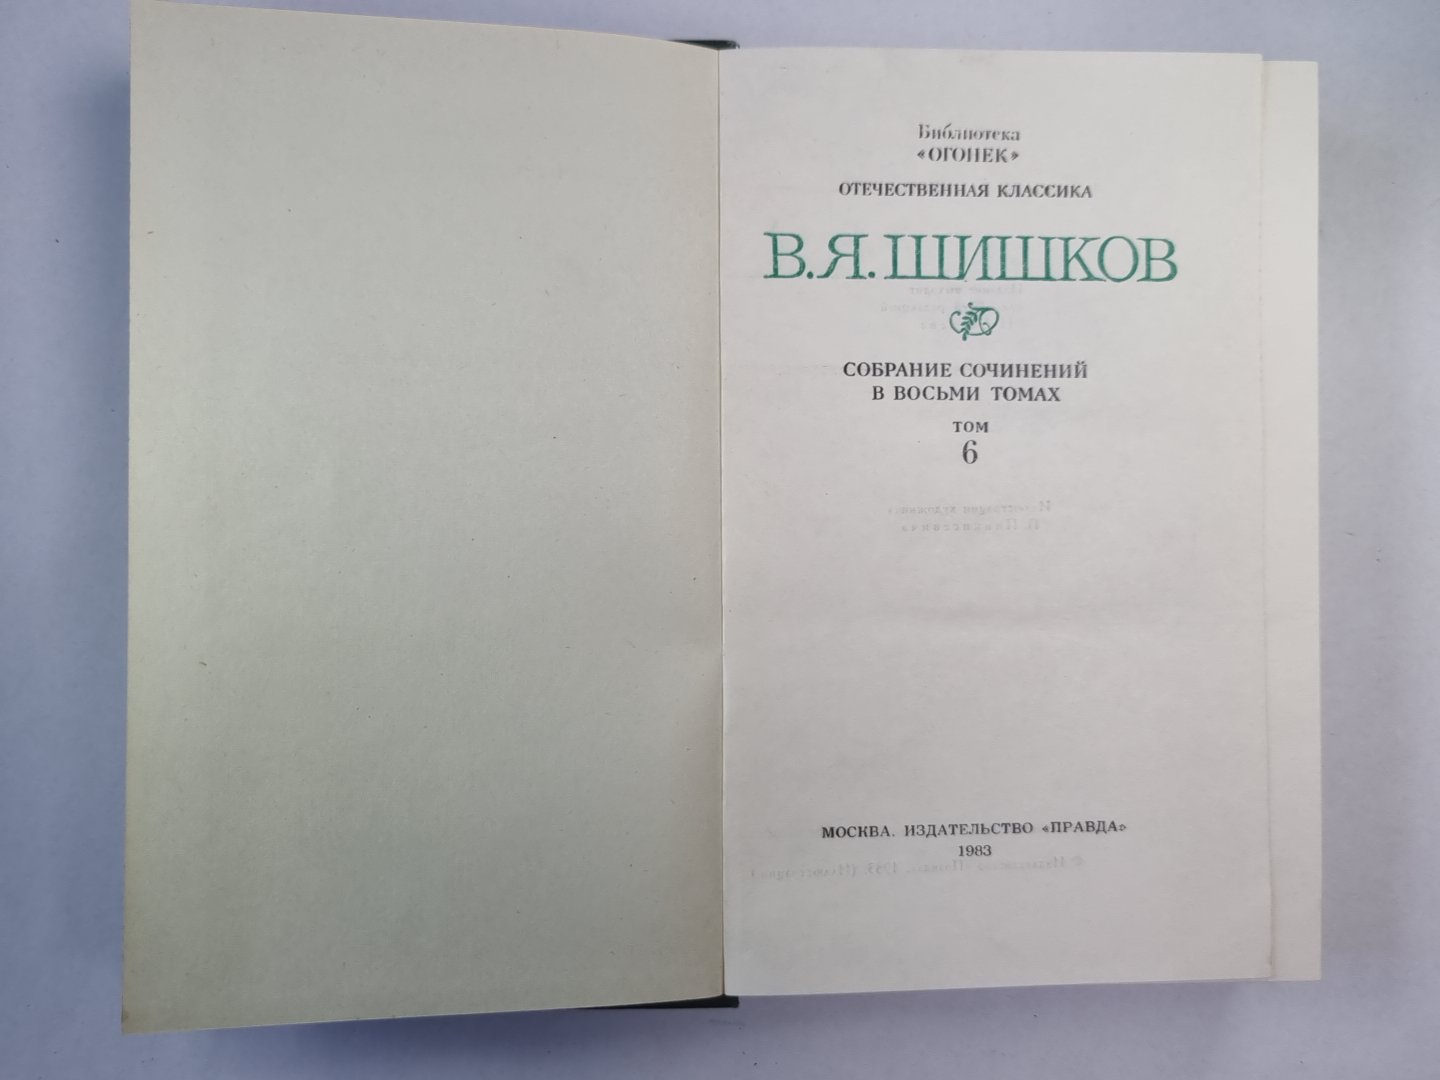 Библиотека
«ОГОНЕК»
ОТЕЧЕСТВЕННАЯ КЛАССИКА
В.Я.ШИШКОВ
СОБРАНИЕ СОЧИНЕНИЙ
В ВОСЬМИ ТОМАХ
ТОМ
6
МОСКВА. ИЗДАТЕЛЬСТВО «ПРАВДА»
1983